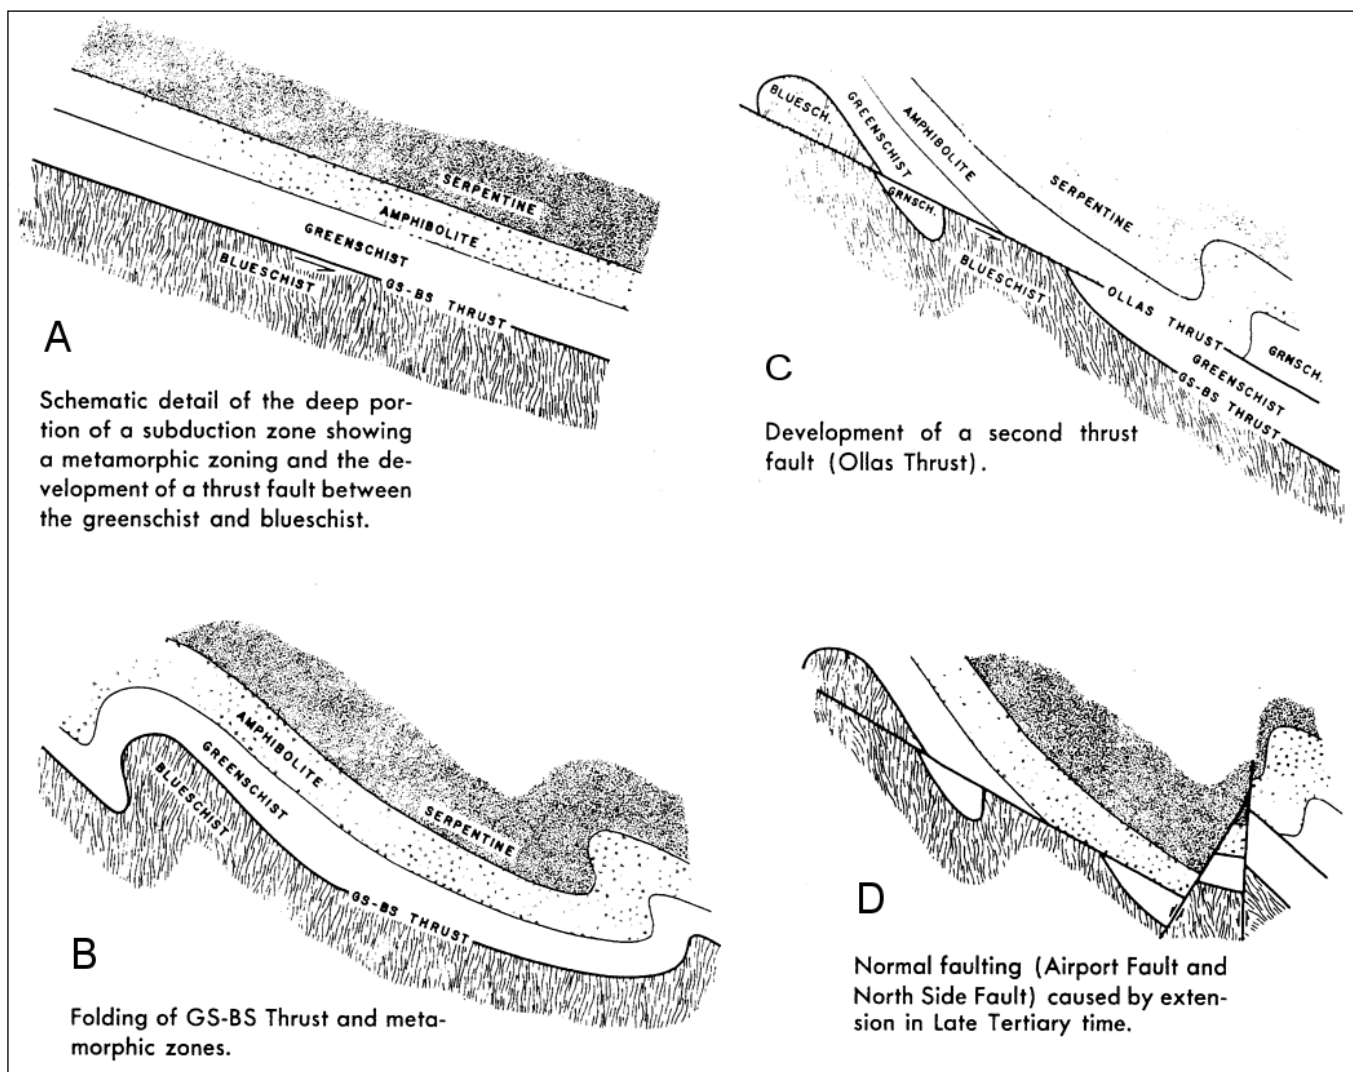 SERPENTINE
AMPHIBOLITE
GREENSCHIST
BLUESCHIST
GS-BS THRUST
A
Schematic detail of the deep por-
tion of a subduction zone showing
a metamorphic zoning and the de-
velopment of a thrust fault between
the greenschist and blueschist.
AMPHIBOLITE
GREENSCHIST
BLUESCHIST
SERPENTINE
GS-BS THRUST
B
Folding of GS-BS Thrust and meta-
morphic zones.
BLUESCH.
GREENSCHIST
AMPHIBOLITE
SERPENTINE
GRNSCH.
BLUESCHIST
OLLAS THRUST
GRNSCH.
GREENSCHIST
GS-BS THRUST
C
Development of a second thrust
fault (Ollas Thrust).
D
Normal faulting (Airport Fault and
North Side Fault) caused by exten-
sion in Late Tertiary time.